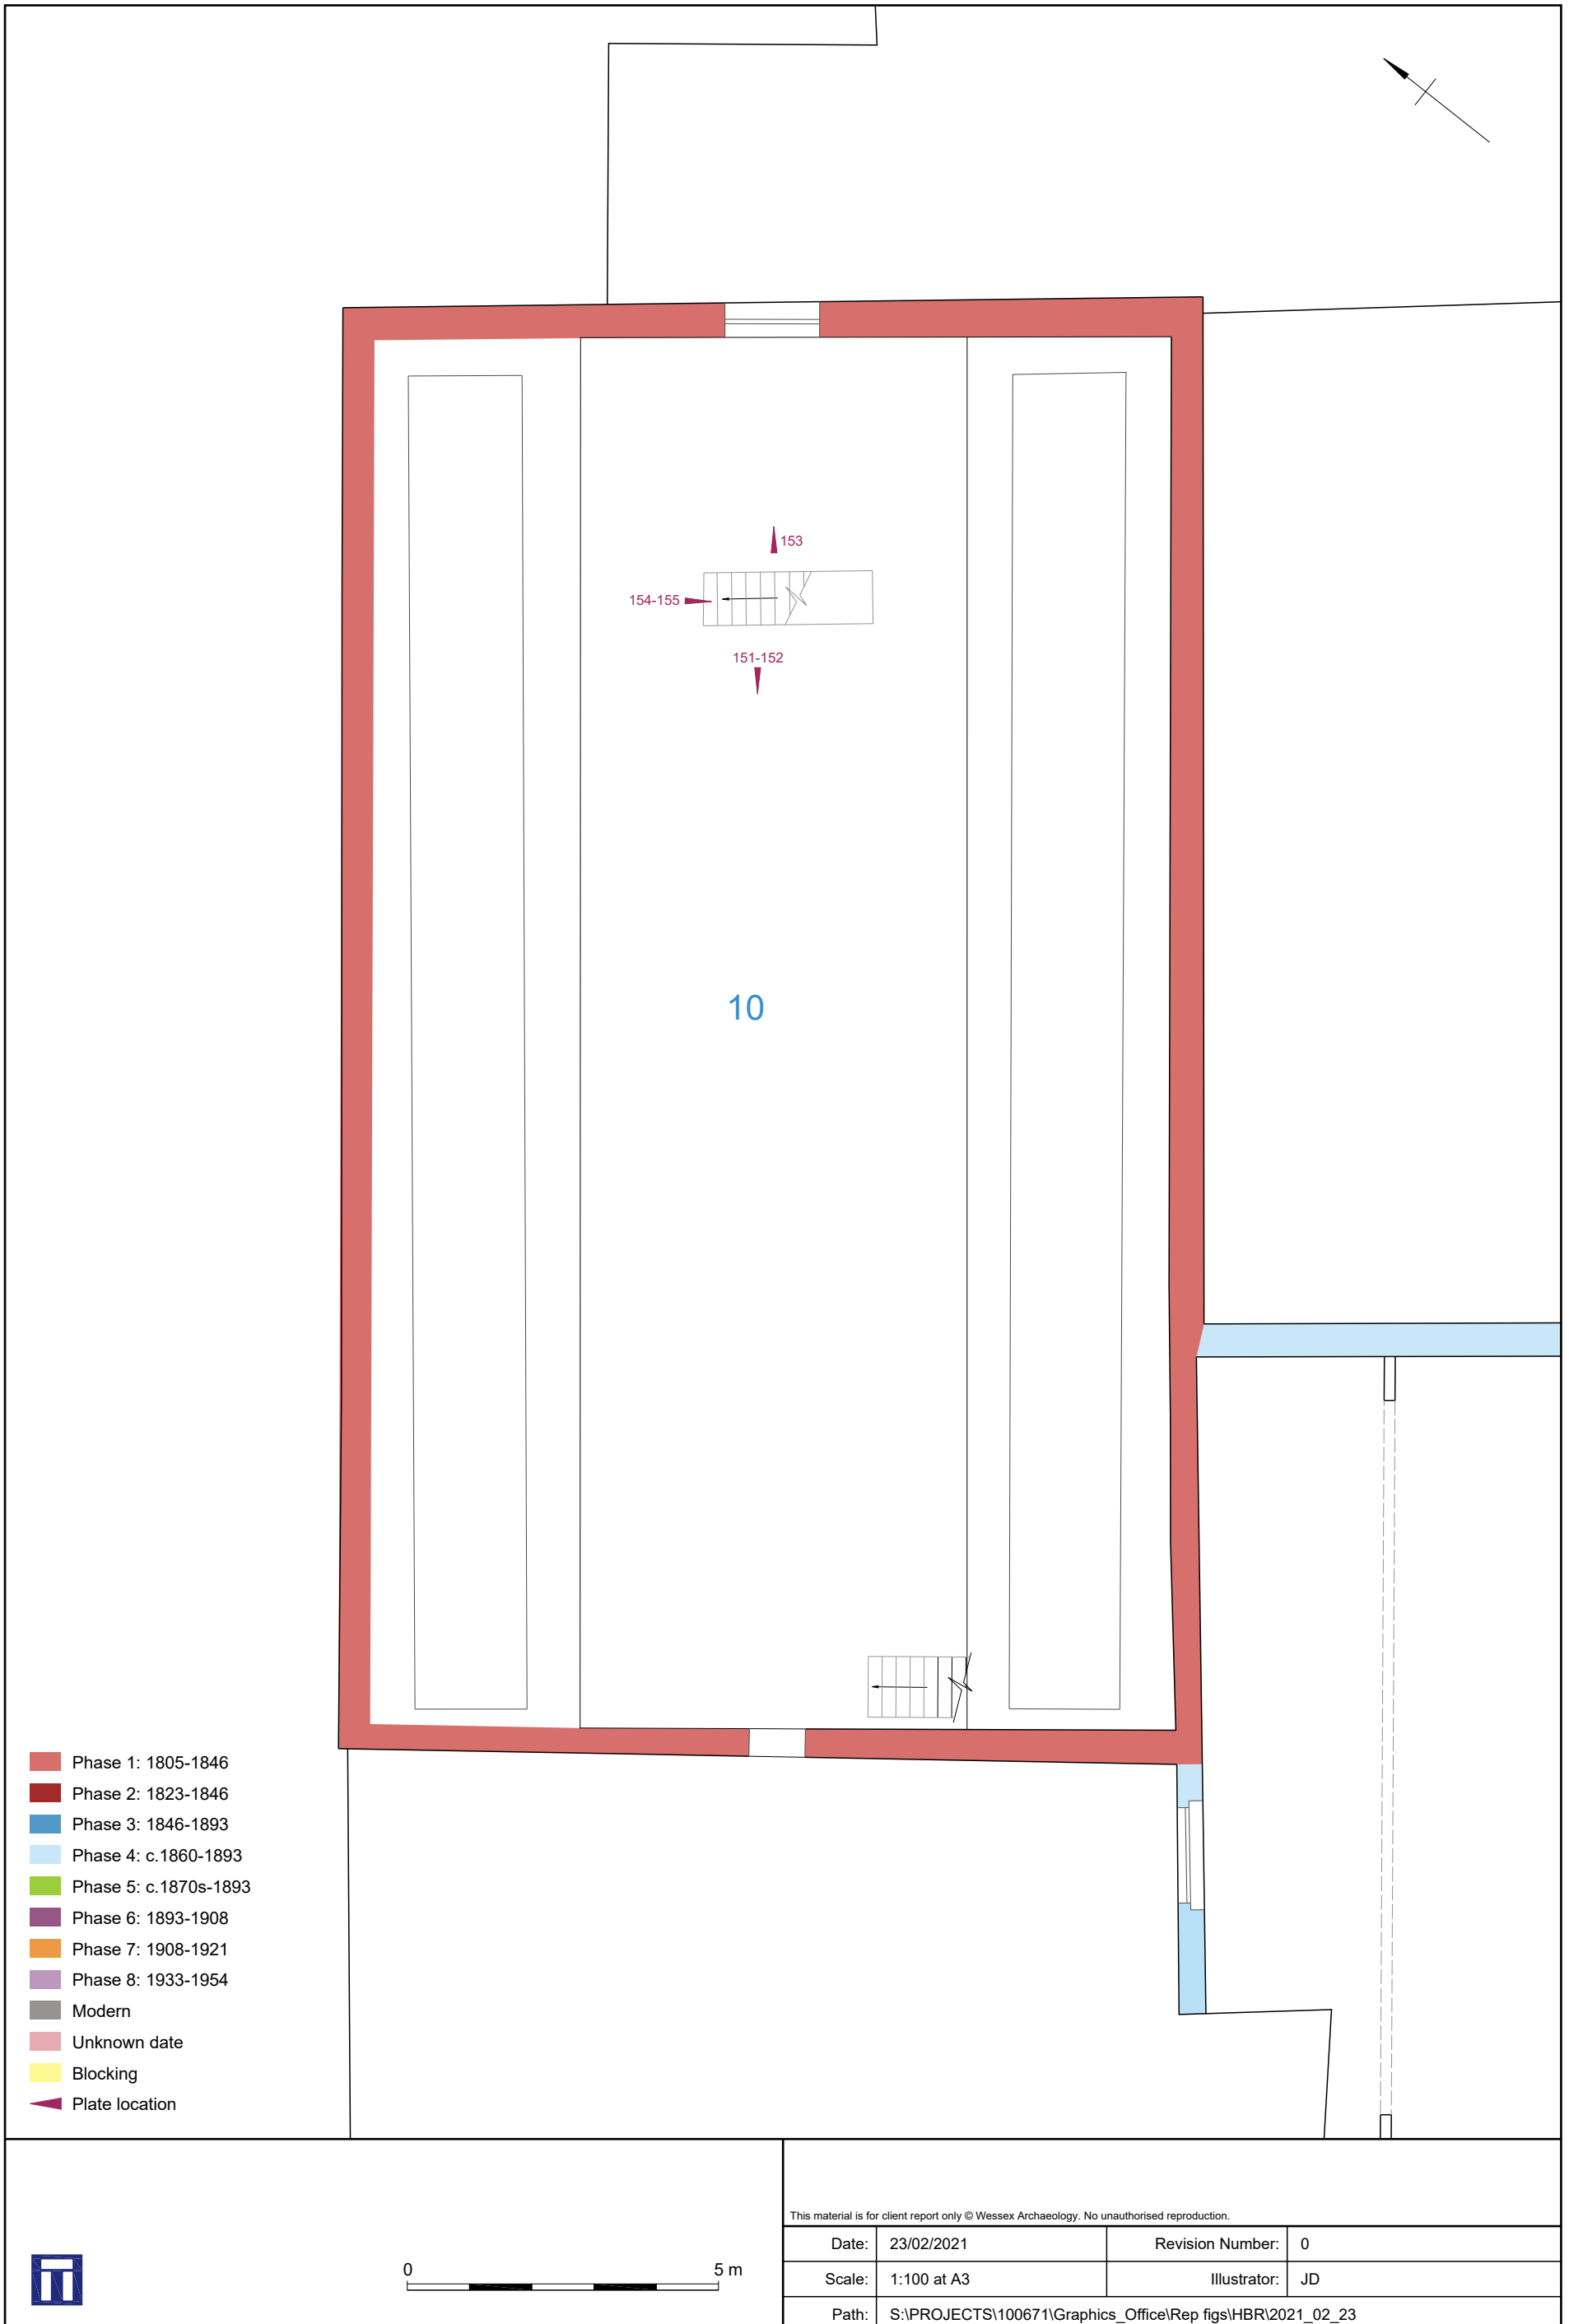 153
154-155
151-152
10
Phase 1: 1805-1846
Phase 2: 1823-1846
Phase 3: 1846-1893
Phase 4: c.1860-1893
Phase 5: c.1870s-1893
Phase 6: 1893-1908
Phase 7: 1908-1921
Phase 8: 1933-1954
Modern
Unknown date
Blocking
Plate location
0 5 m
This material is for client report only © Wessex Archaeology. No unauthorised reproduction.
Date: 23/02/2021 Revision Number: 0
Scale: 1:100 at A3 Illustrator: JD
Path: S:\PROJECTS\100671\Graphics_Office\Rep figs\HBR\2021_02_23